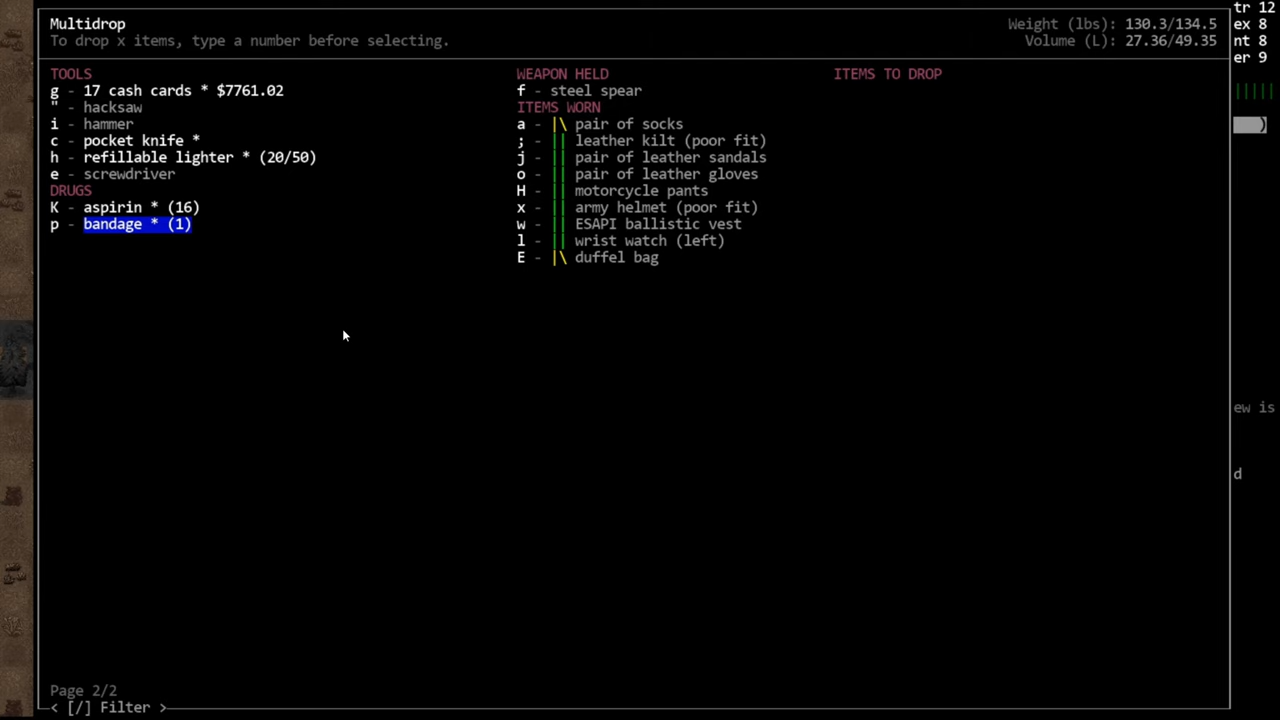 Multidrop
To drop x items, type a number before selecting.
Weight (lbs): 130.3/134.5
Volume (L): 27.36/49.35
TOOLS
g - 17 cash cards * $7761.02
" - hacksaw
i - hammer
c - pocket knife *
h - refillable lighter * (20/50)
e - screwdriver
DRUGS
K - aspirin * (16)
p - bandage * (1)
WEAPON HELD
f - steel spear
ITEMS WORN
a - |\ pair of socks
; - || leather kilt (poor fit)
j - || pair of leather sandals
o - || pair of leather gloves
H - || motorcycle pants
x - || army helmet (poor fit)
w - || ESAPI ballistic vest
l - || wrist watch (left)
E - |\ duffel bag
ITEMS TO DROP
Page 2/2
< [/] Filter >
tr 12
ex 8
nt 8
er 9
|||||
)
ew is
d